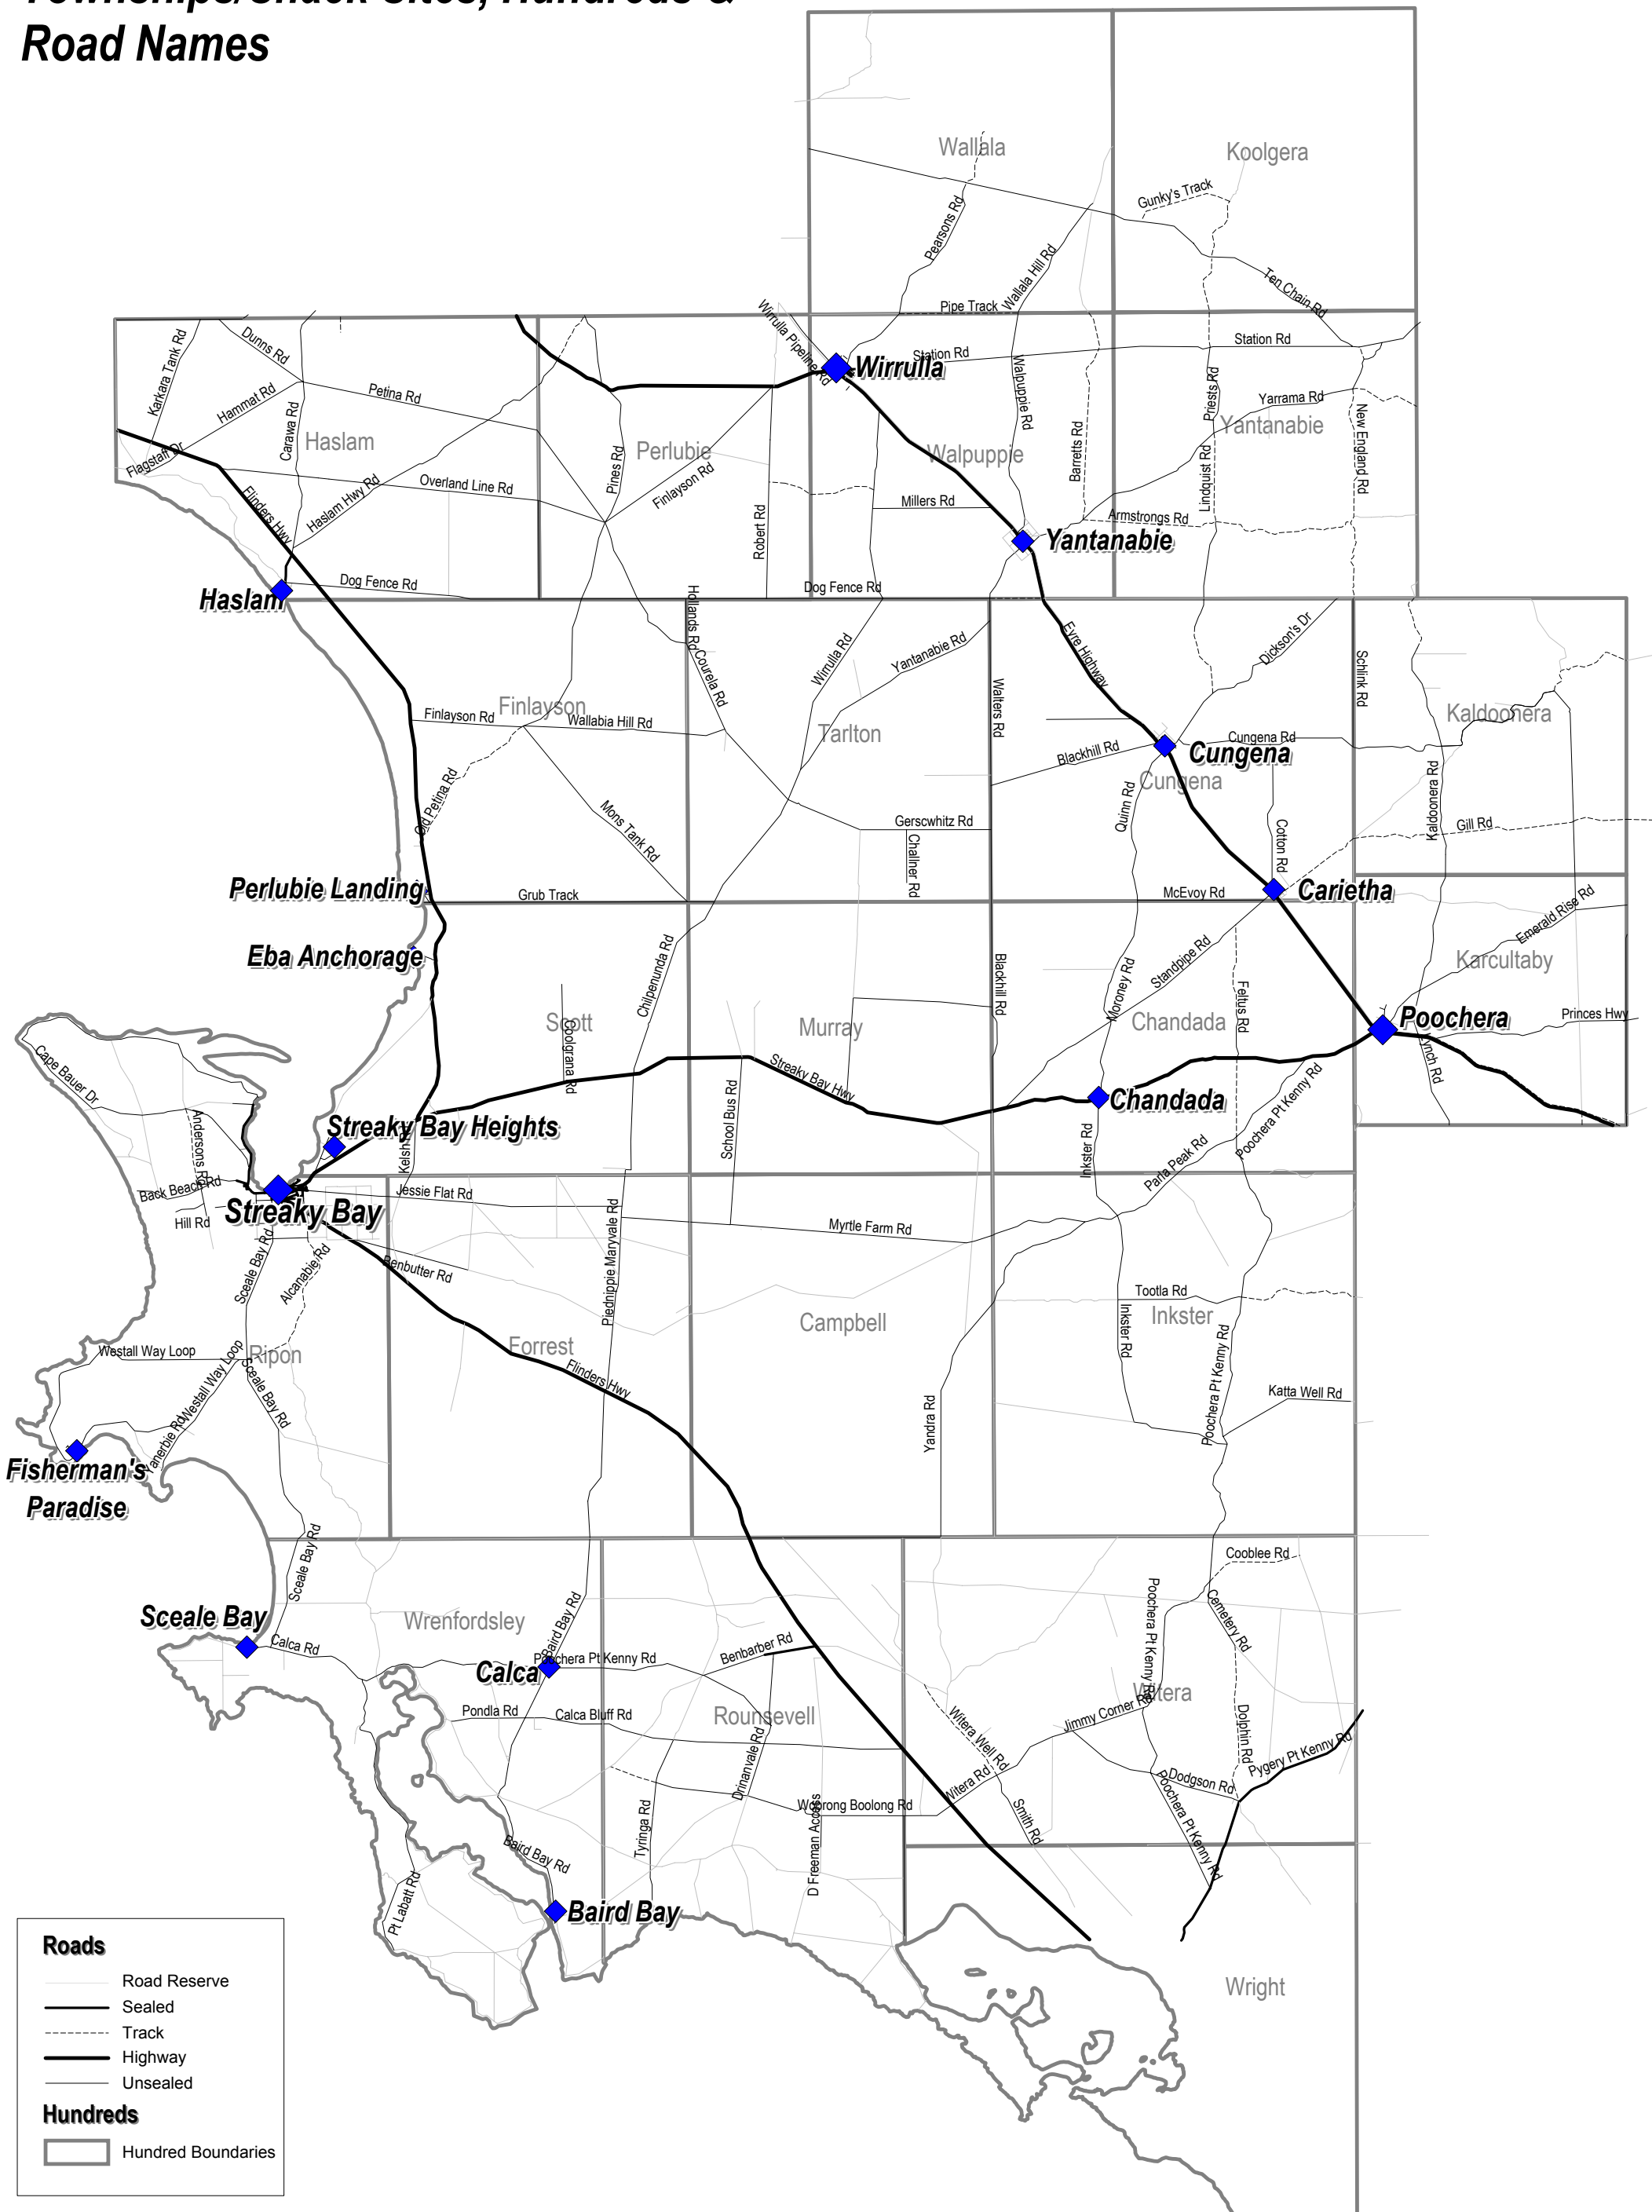 Townships/Shack Sites, Hundreds &
Road Names
Wallala
Koolgera
Gunky's Track
Pearsons Rd
Wallala Hill Rd
Ten Chain Rd
Pipe Track
Wirrulla Pipeline Rd
Karkara Tank Rd
Dunns Rd
Station Rd
Station Rd
Wirrulla
Hammat Rd
Petina Rd
Walpuppie Rd
Priests Rd
Yarrama Rd
Carawa Rd
Haslam
Perlubie
Walpuppie
Yantanabie
Barretts Rd
New England Rd
Flagstaff Dr
Pines Rd
Finlayson Rd
Lindquist Rd
Overland Line Rd
Haslam Hwy Rd
Flinders Hwy
Millers Rd
Robert Rd
Armstrongs Rd
Yantanabie
Dog Fence Rd
Dog Fence Rd
Haslam
Hollands Rd
Courela Rd
Wirrulla Rd
Yantanabie Rd
Eyre Highway
Dickson's Dr
Schlink Rd
Walters Rd
Finlayson
Finlayson Rd
Wallabia Hill Rd
Tarlton
Kaldoonera
Cungena Rd
Blackhill Rd
Cungena
Cungena
Old Petina Rd
Mons Tank Rd
Quinn Rd
Kaldoonera Rd
Gerscwhitz Rd
Challner Rd
Cotton Rd
Gill Rd
Perlubie Landing
Grub Track
McEvoy Rd
Carietha
Emerald Rise Rd
Eba Anchorage
Chilpenunda Rd
Blackhill Rd
Moroney Rd
Standpipe Rd
Feltus Rd
Karcultaby
Scott
Coolgrana Rd
Murray
Chandada
Poochera
Princes Hwy
Lynch Rd
Cape Bauer Dr
Streaky Bay Hwy
School Bus Rd
Chandada
Andersons Rd
Streaky Bay Heights
Inkster Rd
Parla Peak Rd
Poochera Pt Kenny Rd
Back Beach Rd
Jessie Flat Rd
Hill Rd
Streaky Bay
Piednippie Maryvale Rd
Myrtle Farm Rd
Sceale Bay Rd
Alcanabie Rd
Benbutter Rd
Tootla Rd
Inkster
Inkster Rd
Campbell
Forrest
Ripon
Westall Way Loop
Westall Way Loop
Sceale Bay Rd
Flinders Hwy
Poochera Pt Kenny Rd
Katta Well Rd
Yandra Rd
Yanerbie Rd
Fisherman's
Paradise
Sceale Bay Rd
Cooblee Rd
Sceale Bay
Wrenfordsley
Baird Bay Rd
Poochera Pt Kenny Rd
Cemetery Rd
Calca Rd
Calca
Poochera Pt Kenny Rd
Benbarber Rd
Pondla Rd
Calca Bluff Rd
Rounsevell
Witera
Jimmy Corner Rd
Witera Well Rd
Dolphin Rd
Drinanvale Rd
Pygery Pt Kenny Rd
Dodgson Rd
Witera Rd
Woorong Boolong Rd
Smith Rd
Poochera Pt Kenny Rd
Tyringa Rd
D Freeman Access
Baird Bay Rd
Pt Labatt Rd
Baird Bay
Wright
Roads
Road Reserve
Sealed
Track
Highway
Unsealed
Hundreds
Hundred Boundaries